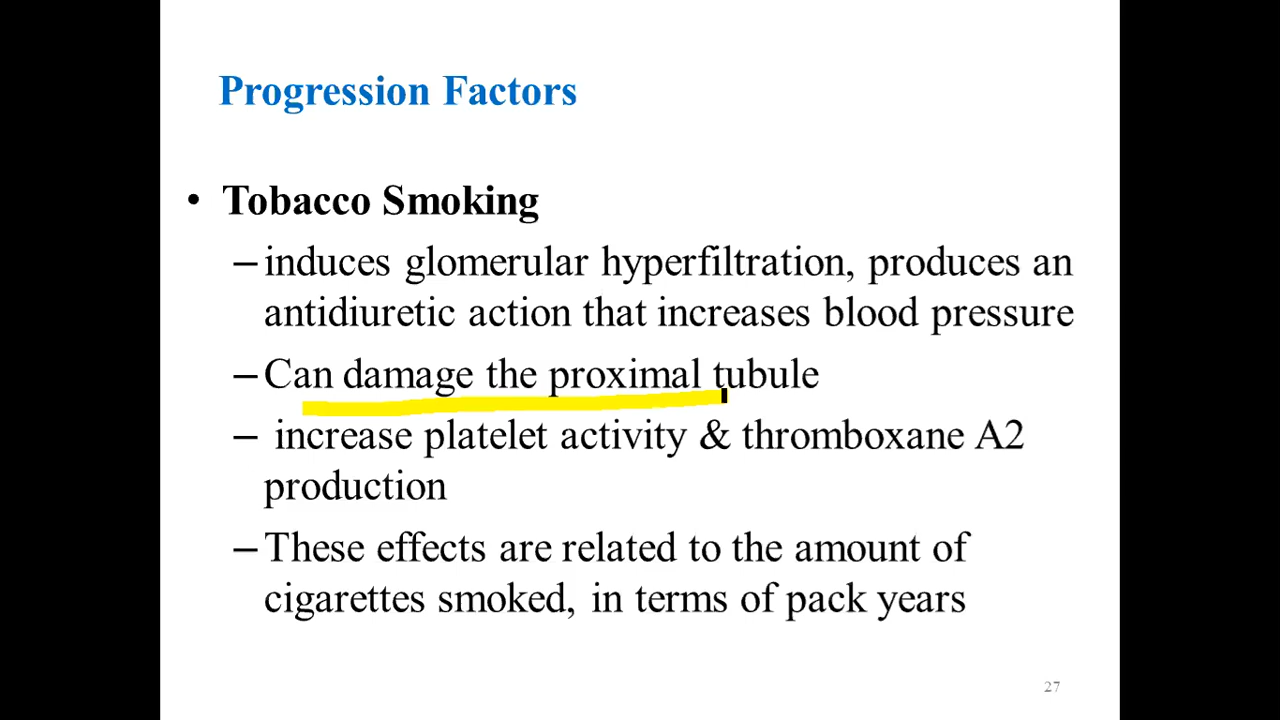 Progression Factors
• Tobacco Smoking
– induces glomerular hyperfiltration, produces an
antidiuretic action that increases blood pressure
– Can damage the proximal tubule
– increase platelet activity & thromboxane A2
production
– These effects are related to the amount of
cigarettes smoked, in terms of pack years
27